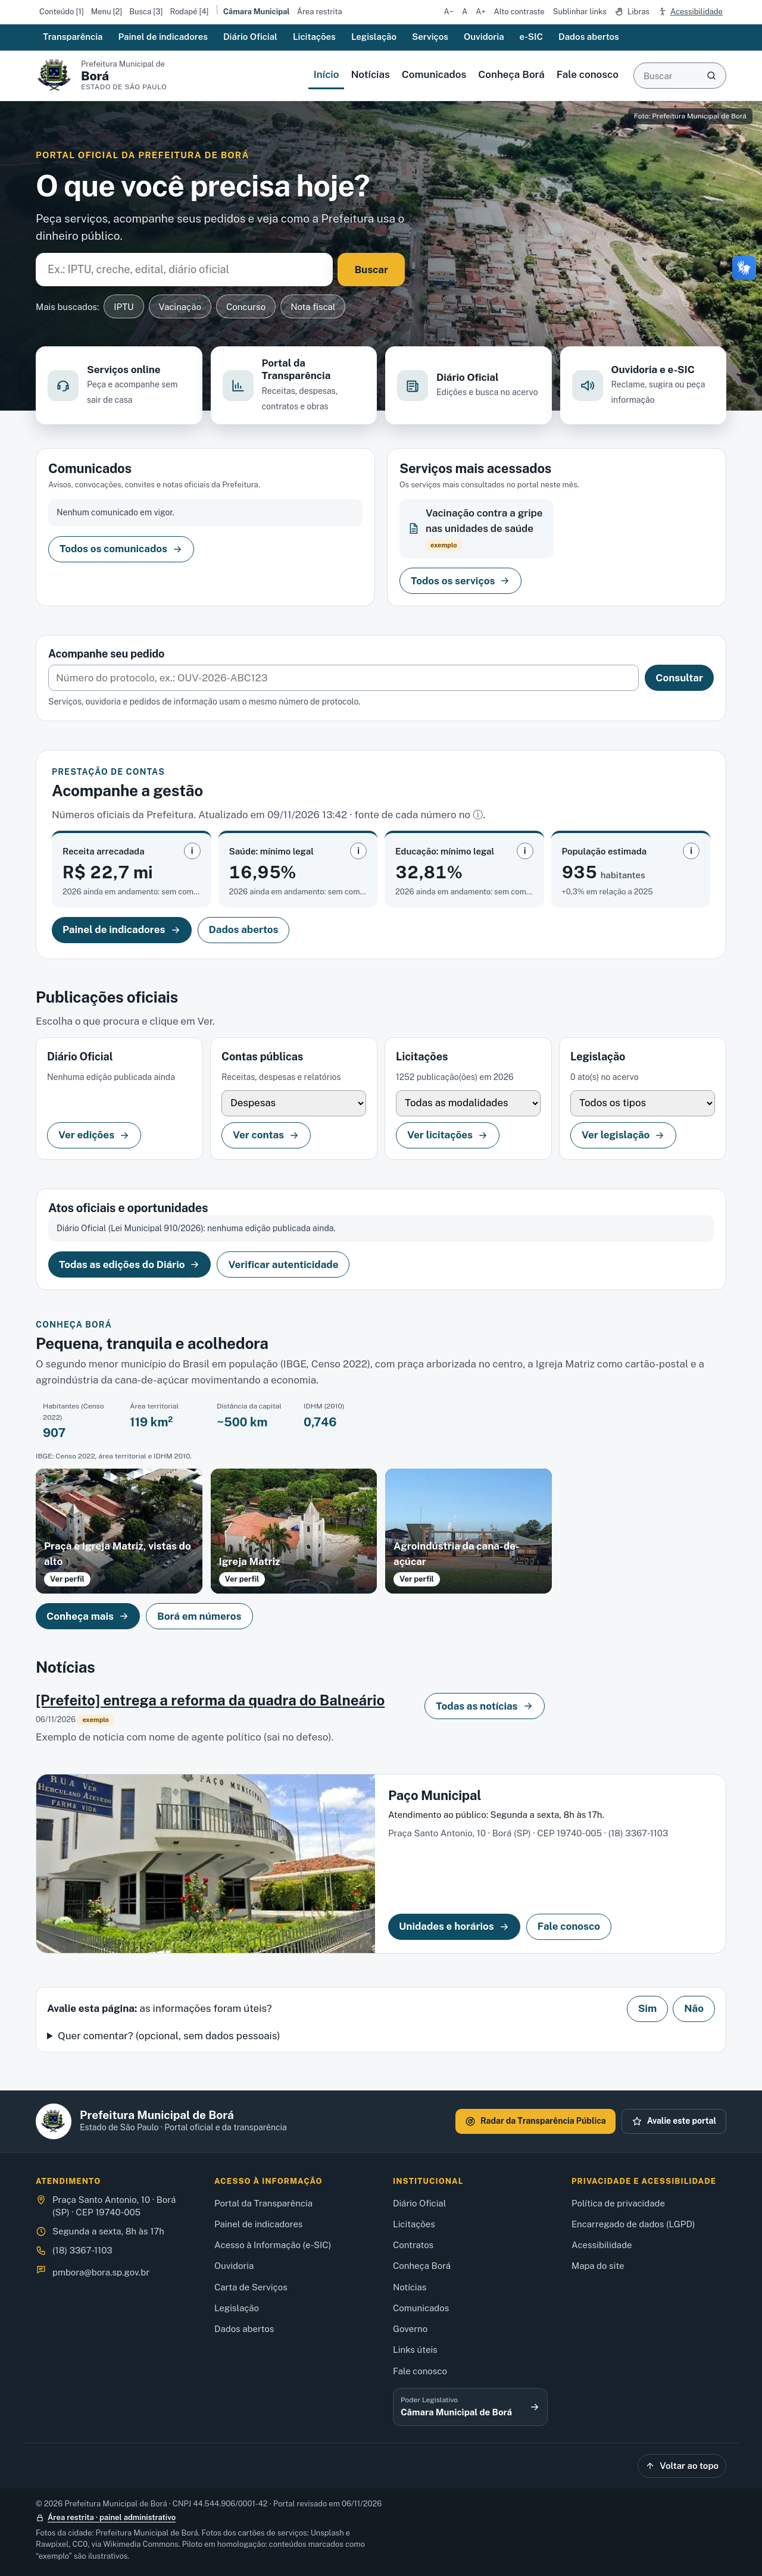 Conteúdo [1] Menu [2] Busca [3] Rodapé [4] Câmara Municipal Área restrita A− A A+ Alto contraste Sublinhar links Libras Acessibilidade
Transparência Painel de indicadores Diário Oficial Licitações Legislação Serviços Ouvidoria e-SIC Dados abertos
Prefeitura Municipal de
Borá
ESTADO DE SÃO PAULO
Início Notícias Comunicados Conheça Borá Fale conosco Buscar
Foto: Prefeitura Municipal de Borá
PORTAL OFICIAL DA PREFEITURA DE BORÁ
O que você precisa hoje?
Peça serviços, acompanhe seus pedidos e veja como a Prefeitura usa o
dinheiro público.
Ex.: IPTU, creche, edital, diário oficial Buscar
Mais buscados: IPTU Vacinação Concurso Nota fiscal
Serviços online
Peça e acompanhe sem
sair de casa
Portal da
Transparência
Receitas, despesas,
contratos e obras
Diário Oficial
Edições e busca no acervo
Ouvidoria e e-SIC
Reclame, sugira ou peça
informação
Comunicados
Avisos, convocações, convites e notas oficiais da Prefeitura.
Nenhum comunicado em vigor.
Todos os comunicados →
Serviços mais acessados
Os serviços mais consultados no portal neste mês.
Vacinação contra a gripe
nas unidades de saúde
exemplo
Todos os serviços →
Acompanhe seu pedido
Número do protocolo, ex.: OUV-2026-ABC123 Consultar
Serviços, ouvidoria e pedidos de informação usam o mesmo número de protocolo.
PRESTAÇÃO DE CONTAS
Acompanhe a gestão
Números oficiais da Prefeitura. Atualizado em 09/11/2026 13:42 · fonte de cada número no ⓘ.
Receita arrecadada i
R$ 22,7 mi
2026 ainda em andamento: sem com…
Saúde: mínimo legal i
16,95%
2026 ainda em andamento: sem com…
Educação: mínimo legal i
32,81%
2026 ainda em andamento: sem com…
População estimada i
935 habitantes
+0,3% em relação a 2025
Painel de indicadores → Dados abertos
Publicações oficiais
Escolha o que procura e clique em Ver.
Diário Oficial
Nenhuma edição publicada ainda
Ver edições →
Contas públicas
Receitas, despesas e relatórios
Despesas
Ver contas →
Licitações
1252 publicação(ões) em 2026
Todas as modalidades
Ver licitações →
Legislação
0 ato(s) no acervo
Todos os tipos
Ver legislação →
Atos oficiais e oportunidades
Diário Oficial (Lei Municipal 910/2026): nenhuma edição publicada ainda.
Todas as edições do Diário → Verificar autenticidade
CONHEÇA BORÁ
Pequena, tranquila e acolhedora
O segundo menor município do Brasil em população (IBGE, Censo 2022), com praça arborizada no centro, a Igreja Matriz como cartão-postal e a
agroindústria da cana-de-açúcar movimentando a economia.
Habitantes (Censo
2022)
907
Área territorial
119 km²
Distância da capital
~500 km
IDHM (2010)
0,746
IBGE: Censo 2022, área territorial e IDHM 2010.
Praça e Igreja Matriz, vistas do
alto
Ver perfil
Igreja Matriz
Ver perfil
Agroindústria da cana-de-
açúcar
Ver perfil
Conheça mais → Borá em números
Notícias
[Prefeito] entrega a reforma da quadra do Balneário
06/11/2026 exemplo
Exemplo de notícia com nome de agente político (sai no defeso).
Todas as notícias →
RUA VER
HERCULANO AZEVEDO
FARMA VIDA
PAÇO MUNICIPAL
Paço Municipal
Atendimento ao público: Segunda a sexta, 8h às 17h.
Praça Santo Antonio, 10 · Borá (SP) · CEP 19740-005 · (18) 3367-1103
Unidades e horários → Fale conosco
Avalie esta página: as informações foram úteis? Sim Não
Quer comentar? (opcional, sem dados pessoais)
Prefeitura Municipal de Borá
Estado de São Paulo · Portal oficial e da transparência
Radar da Transparência Pública Avalie este portal
ATENDIMENTO
Praça Santo Antonio, 10 · Borá
(SP) · CEP 19740-005
Segunda a sexta, 8h às 17h
(18) 3367-1103
pmbora@bora.sp.gov.br
ACESSO À INFORMAÇÃO
Portal da Transparência
Painel de indicadores
Acesso à Informação (e-SIC)
Ouvidoria
Carta de Serviços
Legislação
Dados abertos
INSTITUCIONAL
Diário Oficial
Licitações
Contratos
Conheça Borá
Notícias
Comunicados
Governo
Links úteis
Fale conosco
Poder Legislativo
Câmara Municipal de Borá →
PRIVACIDADE E ACESSIBILIDADE
Política de privacidade
Encarregado de dados (LGPD)
Acessibilidade
Mapa do site
↑ Voltar ao topo
© 2026 Prefeitura Municipal de Borá · CNPJ 44.544.906/0001-42 · Portal revisado em 06/11/2026
Área restrita · painel administrativo
Fotos da cidade: Prefeitura Municipal de Borá. Fotos dos cartões de serviços: Unsplash e
Rawpixel, CC0, via Wikimedia Commons. Piloto em homologação: conteúdos marcados como
“exemplo” são ilustrativos.